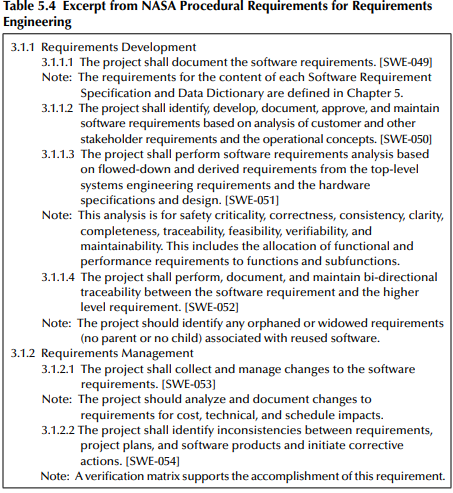 Table 5.4 Excerpt from NASA Procedural Requirements for Requirements
Engineering
3.1.1 Requirements Development
3.1.1.1 The project shall document the software requirements. [SWE-049]
Note: The requirements for the content of each Software Requirement
Specification and Data Dictionary are defined in Chapter 5.
3.1.1.2 The project shall identify, develop, document, approve, and maintain
software requirements based on analysis of customer and other
stakeholder requirements and the operational concepts. [SWE-050]
3.1.1.3 The project shall perform software requirements analysis based
on flowed-down and derived requirements from the top-level
systems engineering requirements and the hardware
specifications and design. [SWE-051]
Note: This analysis is for safety criticality, correctness, consistency, clarity,
completeness, traceability, feasibility, verifiability, and
maintainability. This includes the allocation of functional and
performance requirements to functions and subfunctions.
3.1.1.4 The project shall perform, document, and maintain bi-directional
traceability between the software requirement and the higher
level requirement. [SWE-052]
Note: The project should identify any orphaned or widowed requirements
(no parent or no child) associated with reused software.
3.1.2 Requirements Management
3.1.2.1 The project shall collect and manage changes to the software
requirements. [SWE-053]
Note: The project should analyze and document changes to
requirements for cost, technical, and schedule impacts.
3.1.2.2 The project shall identify inconsistencies between requirements,
project plans, and software products and initiate corrective
actions. [SWE-054]
Note: A verification matrix supports the accomplishment of this requirement.